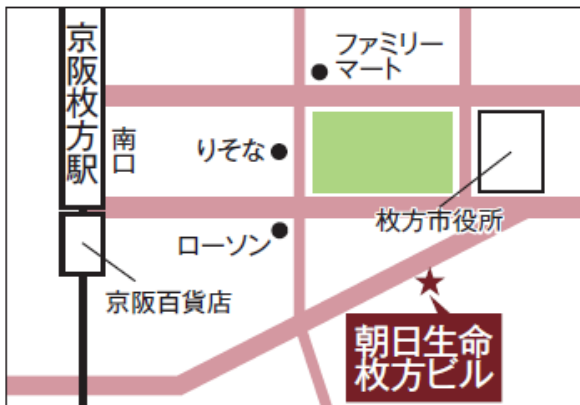 京阪枚方駅
南口
ファミリー
マート
りそな
枚方市役所
ローソン
京阪百貨店
朝日生命
枚方ビル